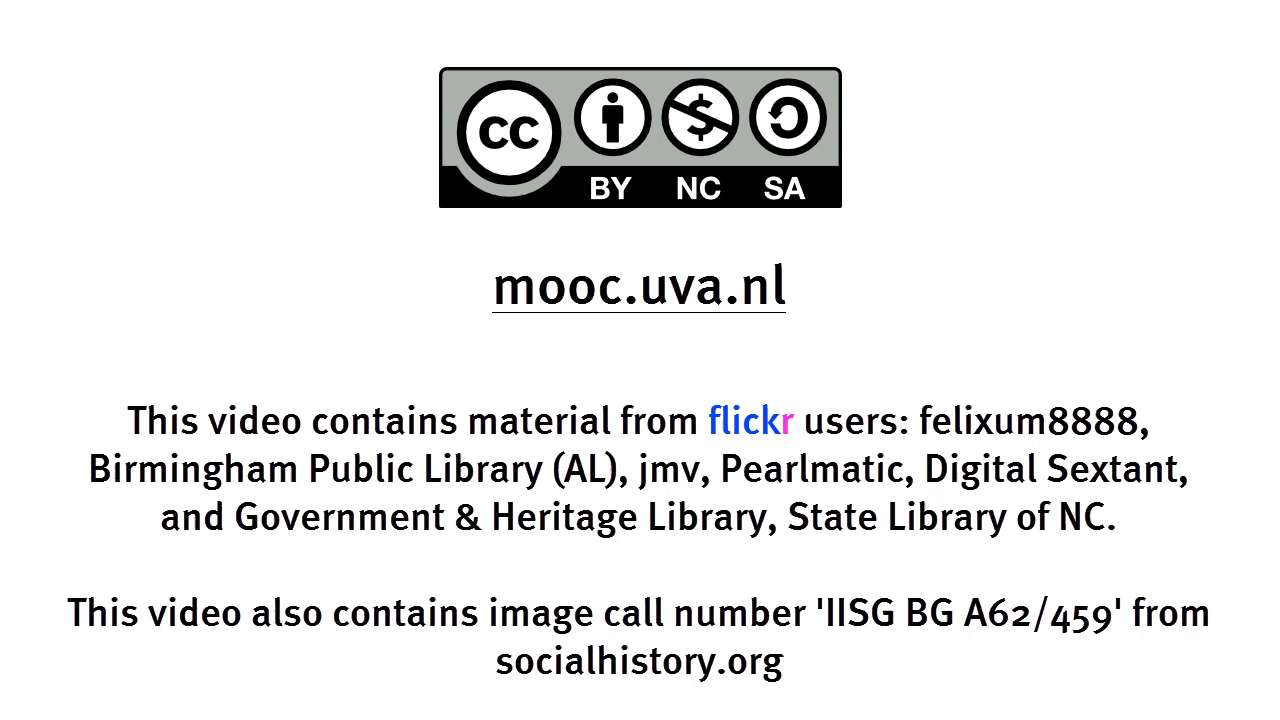 cc
BY NC SA
mooc.uva.nl
This video contains material from flickr users: felixum8888,
Birmingham Public Library (AL), jmv, Pearlmatic, Digital Sextant,
and Government & Heritage Library, State Library of NC.
This video also contains image call number 'IISG BG A62/459' from
socialhistory.org